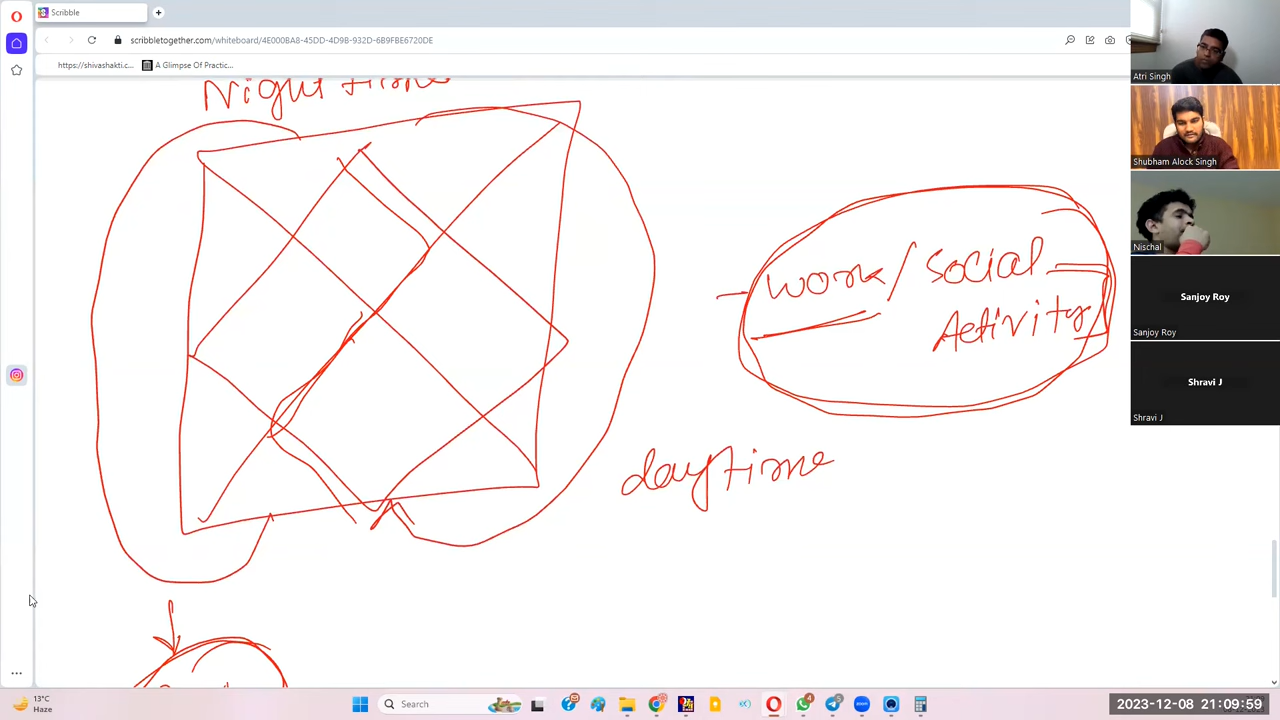 Scribble
scribbletogether.com/whiteboard/4E000BA8-45DD-4D9B-932D-6B9FBE6720DE
https://shivashakti.c...
A Glimpse Of Practic...
Night time
work/social
Activity
daytime
Atri Singh
Shubham Alock Singh
Nischal
Sanjoy Roy
Sanjoy Roy
Shravi J
Shravi J
13°C
Haze
Search
4
2023-12-08 21:09:59